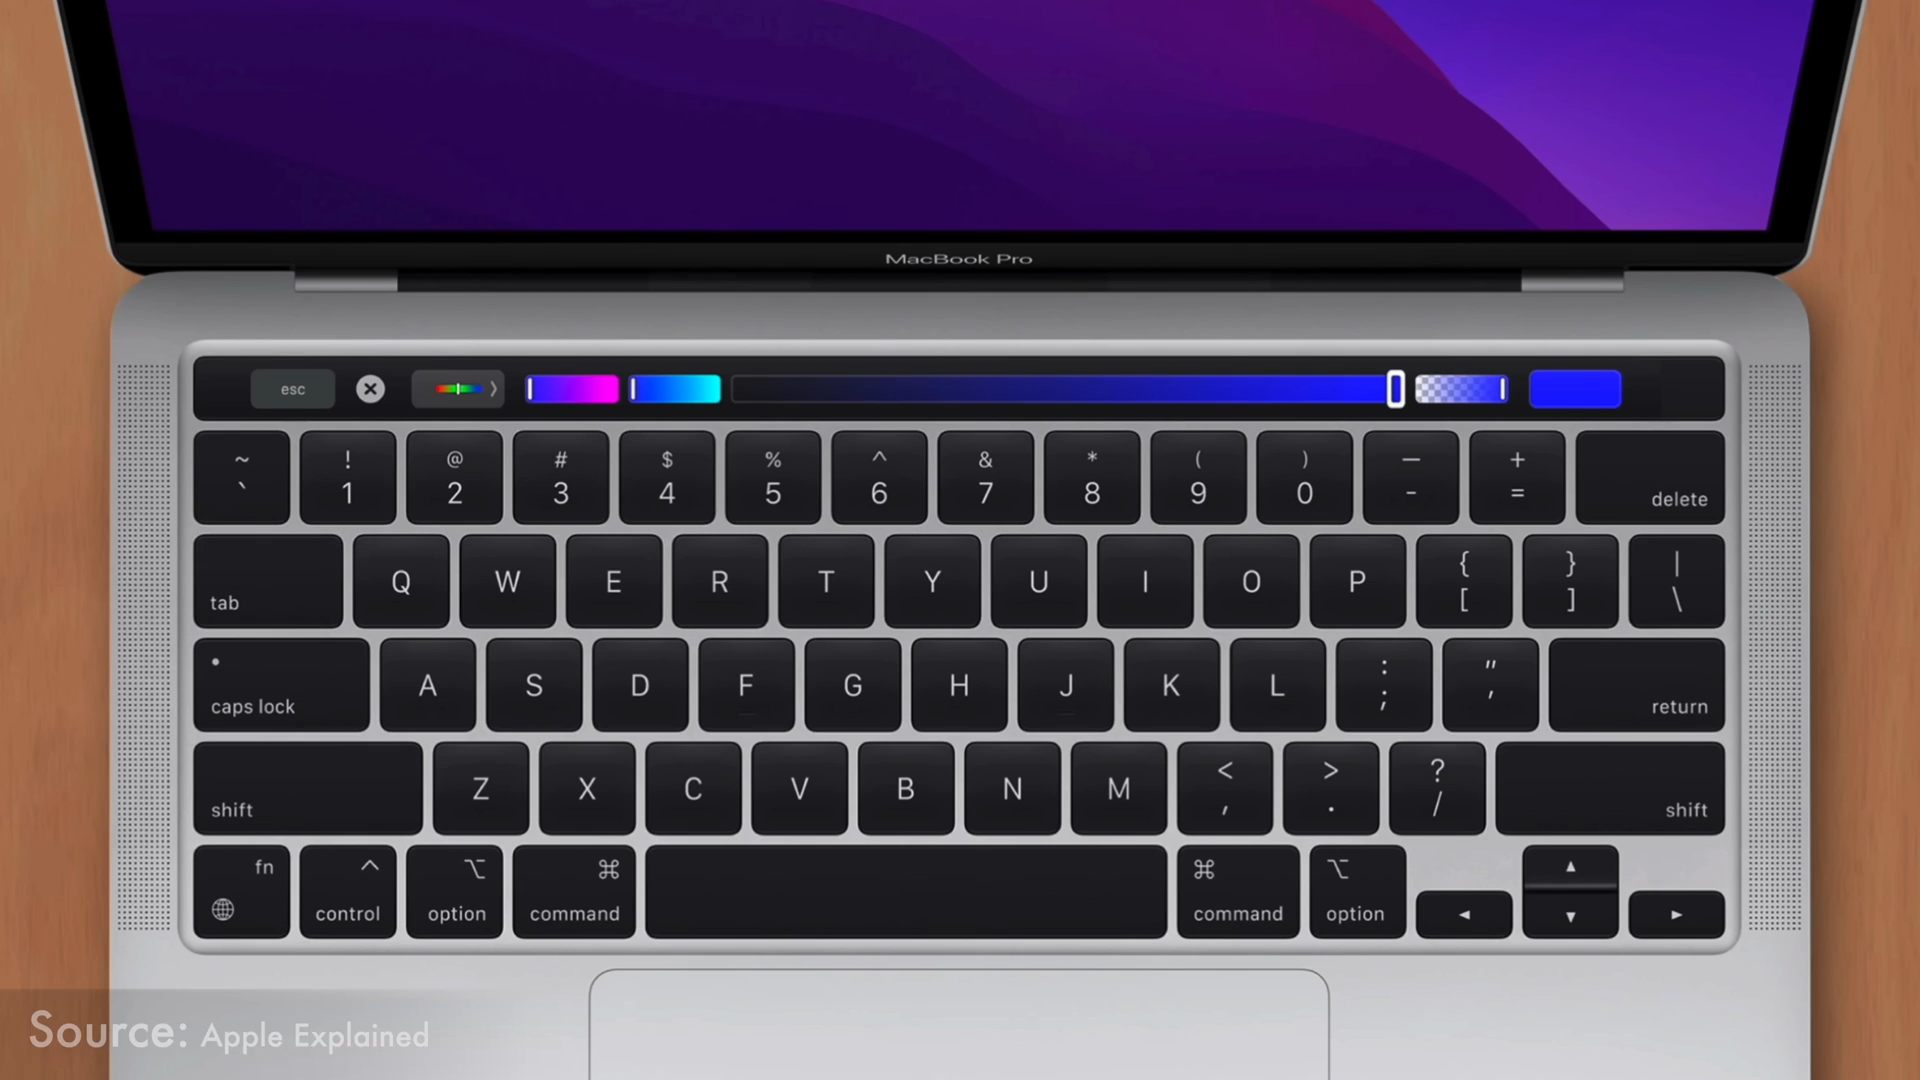 MacBook Pro
esc
~ ! @ # $ % ^ & * ( ) — +
` 1 2 3 4 5 6 7 8 9 0 - = delete
tab Q W E R T Y U I O P { [ } ] | \
caps lock A S D F G H J K L : ; " ' return
shift Z X C V B N M < , > . ? / shift
fn ^ ⌥ ⌘ ⌘ ⌥ ▲
control option command command option ◀ ▼ ▶
Source: Apple Explained